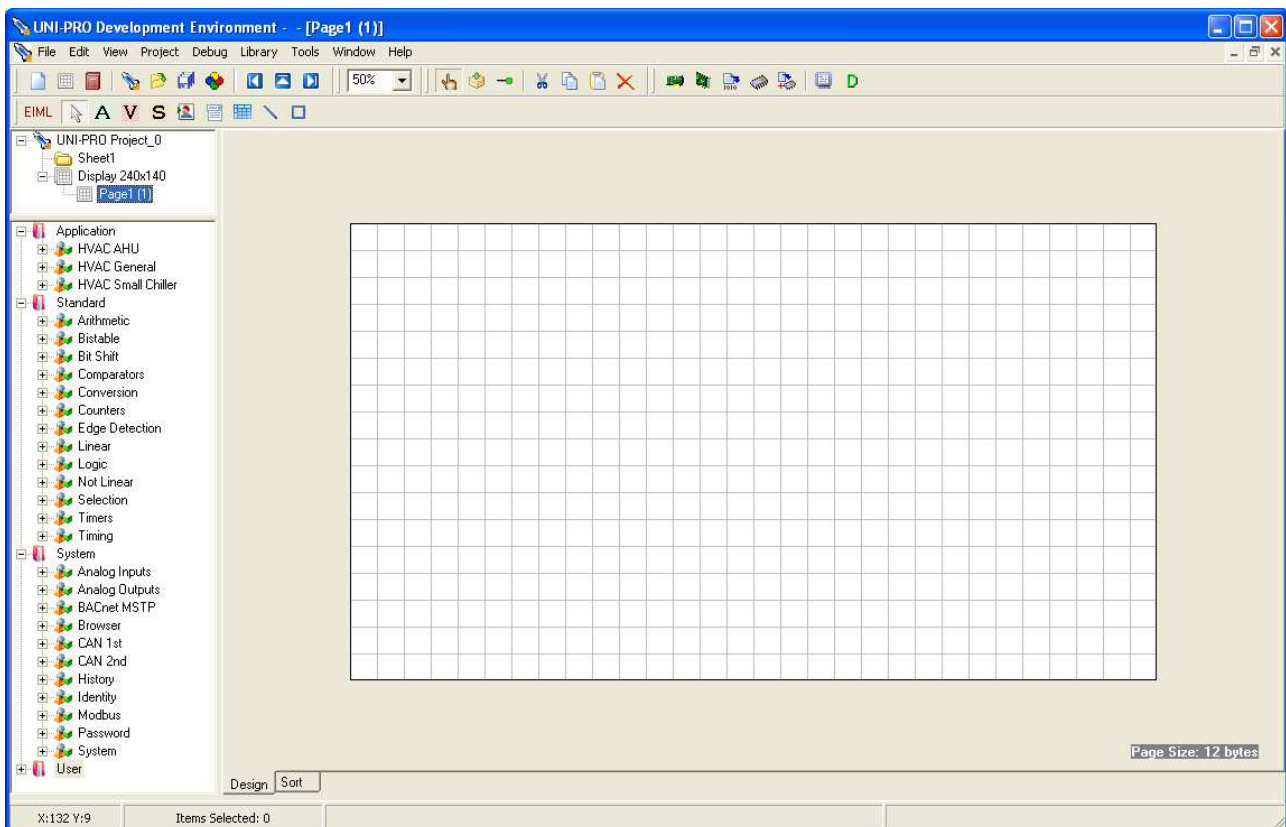 UNI-PRO Development Environment - - [Page1 (1)]
File Edit View Project Debug Library Tools Window Help
50%
D
EIML A V S
UNI-PRO Project_0
Sheet1
Display 240x140
Page1 (1)
Application
HVAC AHU
HVAC General
HVAC Small Chiller
Standard
Arithmetic
Bistable
Bit Shift
Comparators
Conversion
Counters
Edge Detection
Linear
Logic
Not Linear
Selection
Timers
Timing
System
Analog Inputs
Analog Outputs
BACnet MSTP
Browser
CAN 1st
CAN 2nd
History
Identity
Modbus
Password
System
User
Page Size: 12 bytes
Design Sort
X:132 Y:9 Items Selected: 0